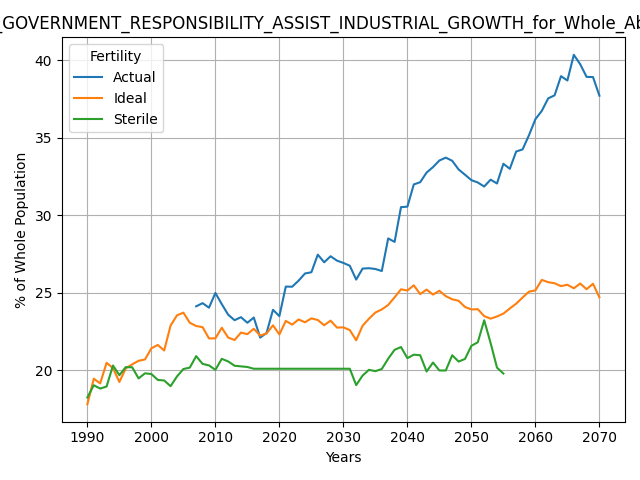 _GOVERNMENT_RESPONSIBILITY_ASSIST_INDUSTRIAL_GROWTH_for_Whole_Ab
Fertility
Actual
Ideal
Sterile
% of Whole Population
40
35
30
25
20
1990 2000 2010 2020 2030 2040 2050 2060 2070
Years